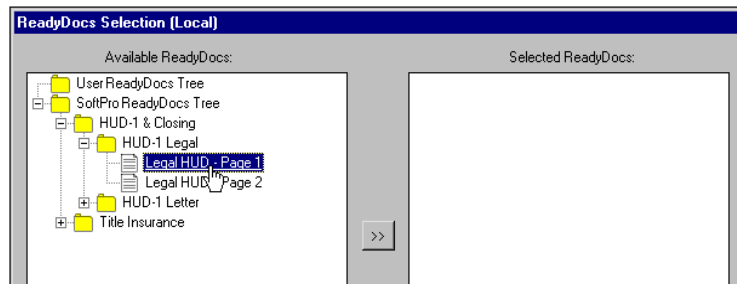 ReadyDocs Selection (Local)
Available ReadyDocs:
Selected ReadyDocs:
User ReadyDocs Tree
SoftPro ReadyDocs Tree
HUD-1 & Closing
HUD-1 Legal
Legal HUD - Page 1
Legal HUD - Page 2
HUD-1 Letter
Title Insurance
>>